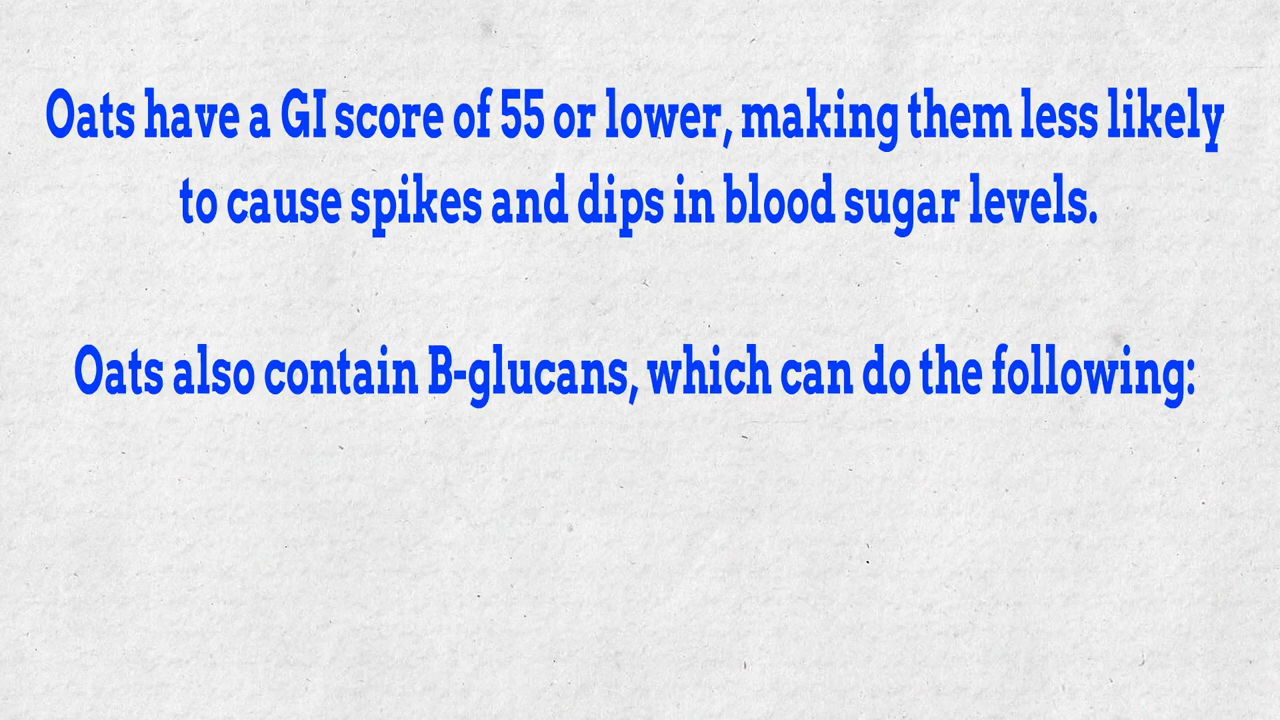 Oats have a GI score of 55 or lower, making them less likely
to cause spikes and dips in blood sugar levels.
Oats also contain B-glucans, which can do the following: